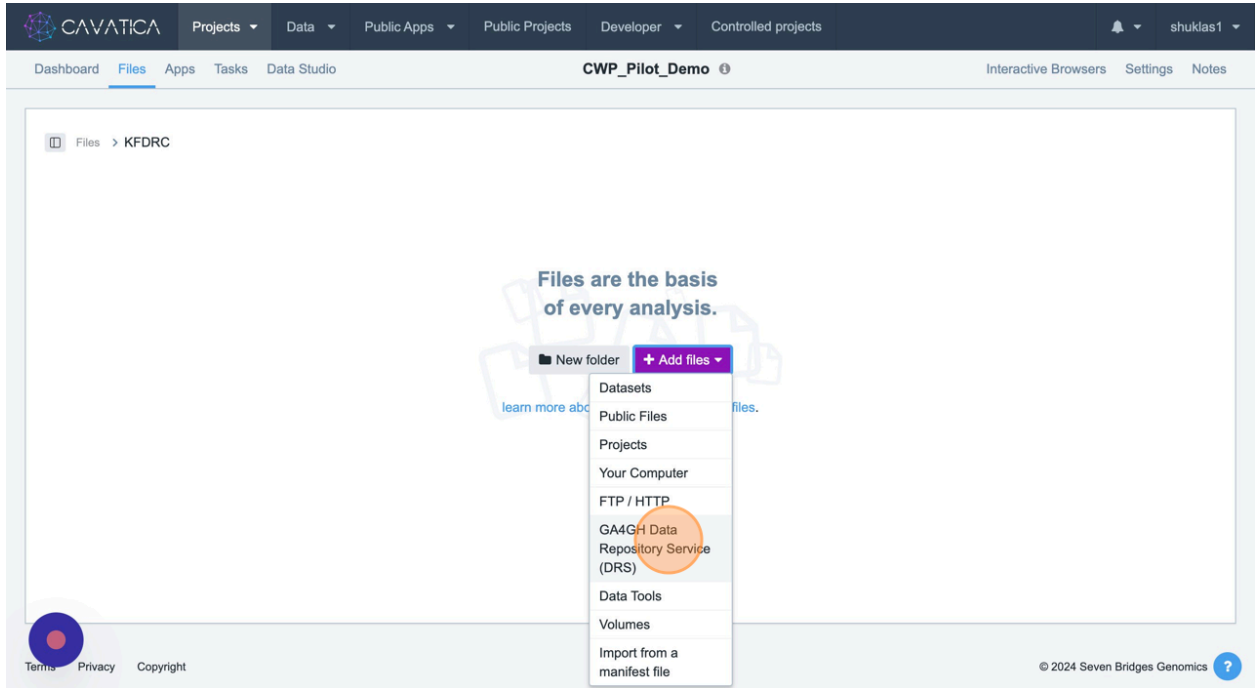 CAVATICA Projects Data Public Apps Public Projects Developer Controlled projects shuklas1
Dashboard Files Apps Tasks Data Studio CWP_Pilot_Demo Interactive Browsers Settings Notes
Files > KFDRC
Files are the basis
of every analysis.
New folder + Add files
learn more abo files.
Datasets
Public Files
Projects
Your Computer
FTP / HTTP
GA4GH Data
Repository Service
(DRS)
Data Tools
Volumes
Import from a
manifest file
Terms Privacy Copyright © 2024 Seven Bridges Genomics ?